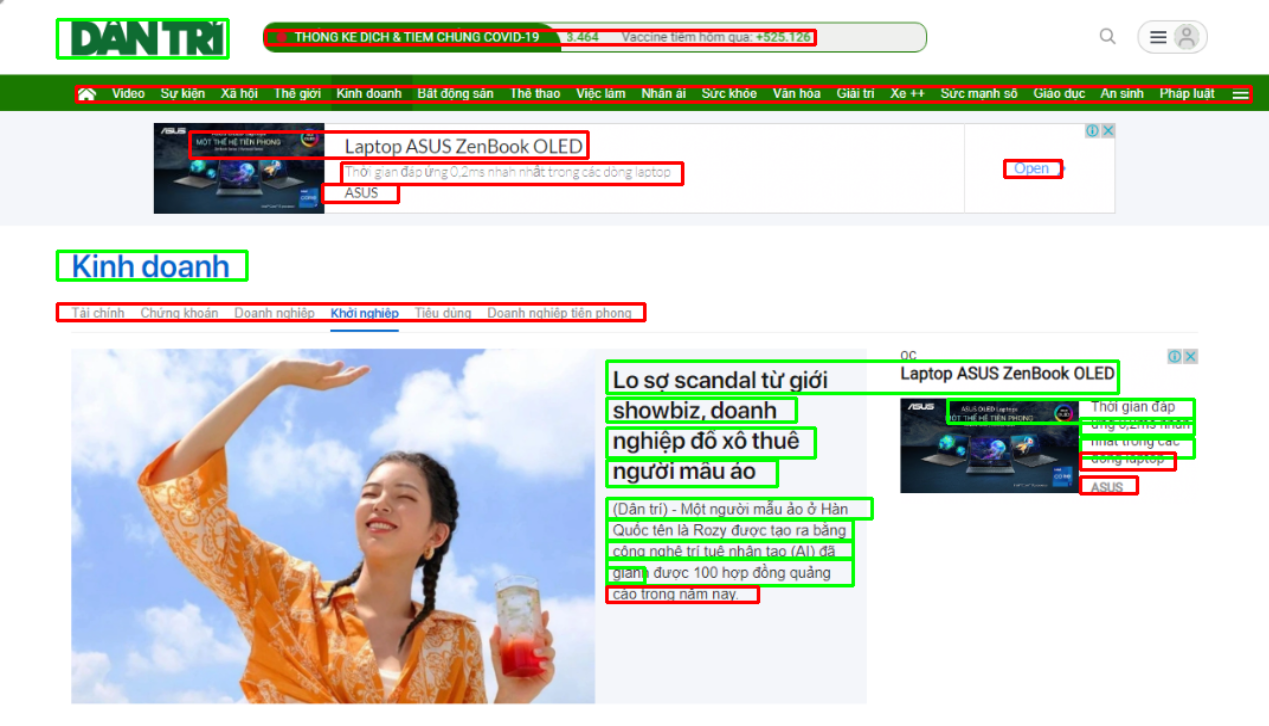 DÂN TRÍ
THỐNG KÊ DỊCH & TIÊM CHỦNG COVID-19 3.464 Vaccine tiêm hôm qua: +525.126
Video Sự kiện Xã hội Thế giới Kinh doanh Bất động sản Thể thao Việc làm Nhân ái Sức khỏe Văn hóa Giải trí Xe ++ Sức mạnh số Giáo dục An sinh Pháp luật
ASUS
MỘT THẾ HỆ TIÊN PHONG
Laptop ASUS ZenBook OLED
Thời gian đáp ứng 0,2ms nhanh nhất trong các dòng laptop
ASUS
Open
Kinh doanh
Tài chính Chứng khoán Doanh nghiệp Khởi nghiệp Tiêu dùng Doanh nghiệp tiên phong
Lo sợ scandal từ giới
showbiz, doanh
nghiệp đổ xô thuê
người mẫu ảo
(Dân trí) - Một người mẫu ảo ở Hàn
Quốc tên là Rozy được tạo ra bằng
công nghệ trí tuệ nhân tạo (AI) đã
giành được 100 hợp đồng quảng
cáo trong năm nay.
QC
Laptop ASUS ZenBook OLED
ASUS
ASUS OLED Laptops
MỘT THẾ HỆ TIÊN PHONG
Thời gian đáp
ứng 0,2ms nhanh
nhất trong các
dòng laptop
ASUS